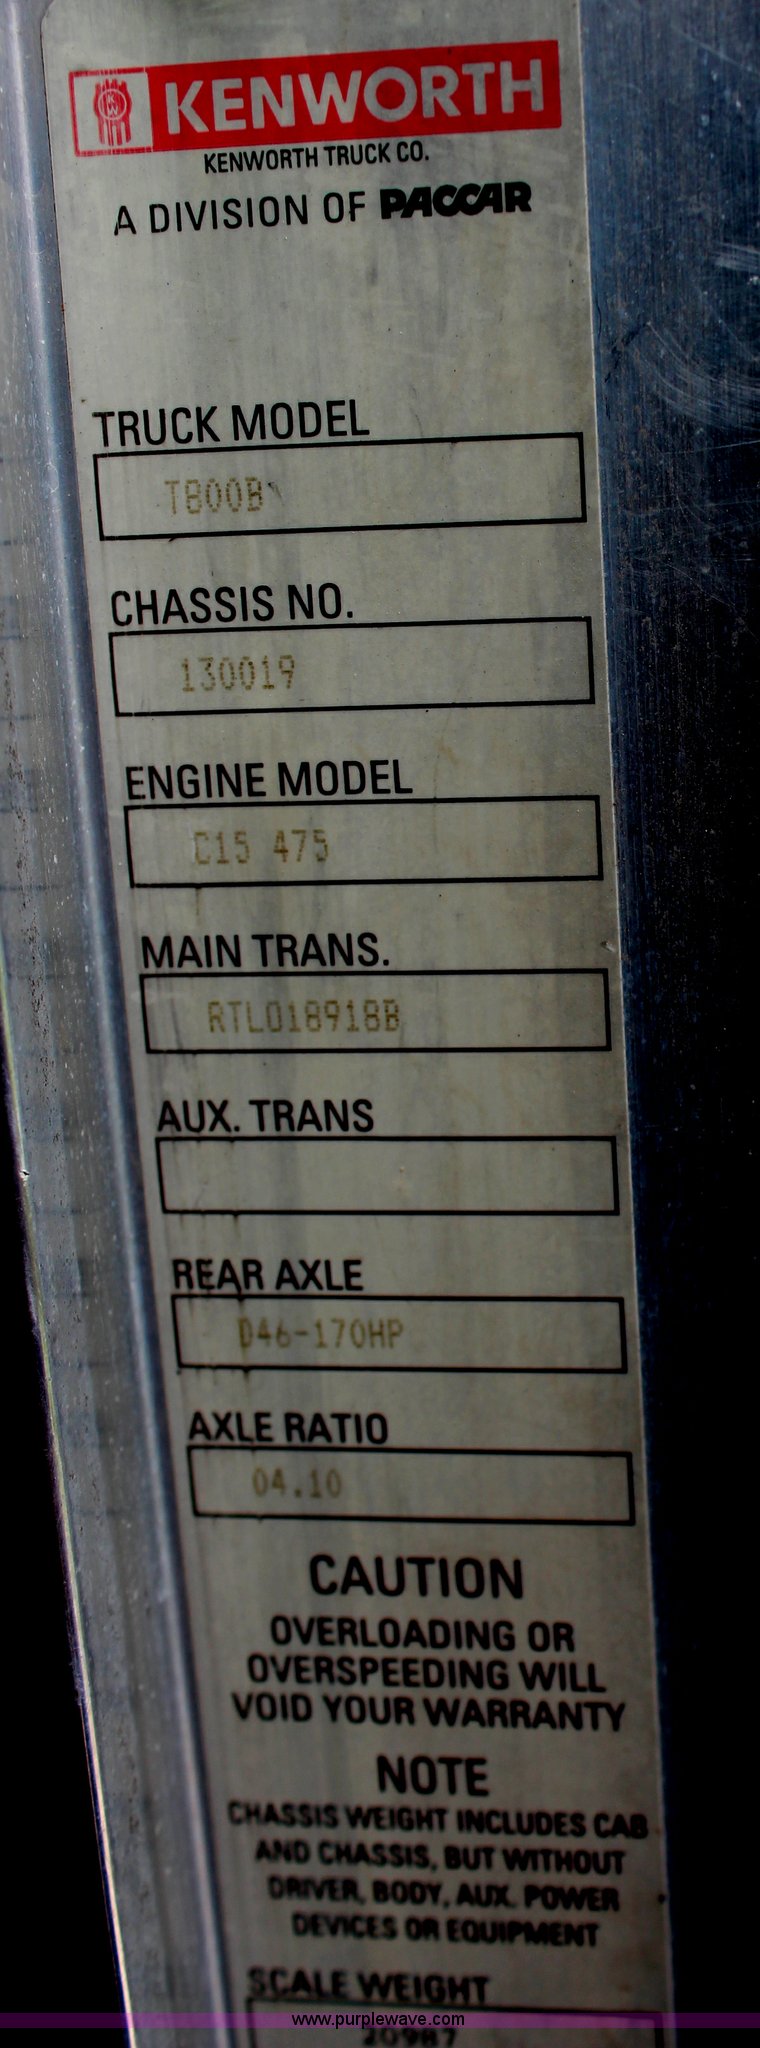 KENWORTH
KENWORTH TRUCK CO.
A DIVISION OF PACCAR
TRUCK MODEL
T800B
CHASSIS NO.
130019
ENGINE MODEL
C15 475
MAIN TRANS.
RTLO18918B
AUX. TRANS
REAR AXLE
D46-170HP
AXLE RATIO
04.10
CAUTION
OVERLOADING OR
OVERSPEEDING WILL
VOID YOUR WARRANTY
NOTE
CHASSIS WEIGHT INCLUDES CAB
AND CHASSIS, BUT WITHOUT
DRIVER, BODY, AUX. POWER
DEVICES OR EQUIPMENT
SCALE WEIGHT
www.purplewave.com
20987